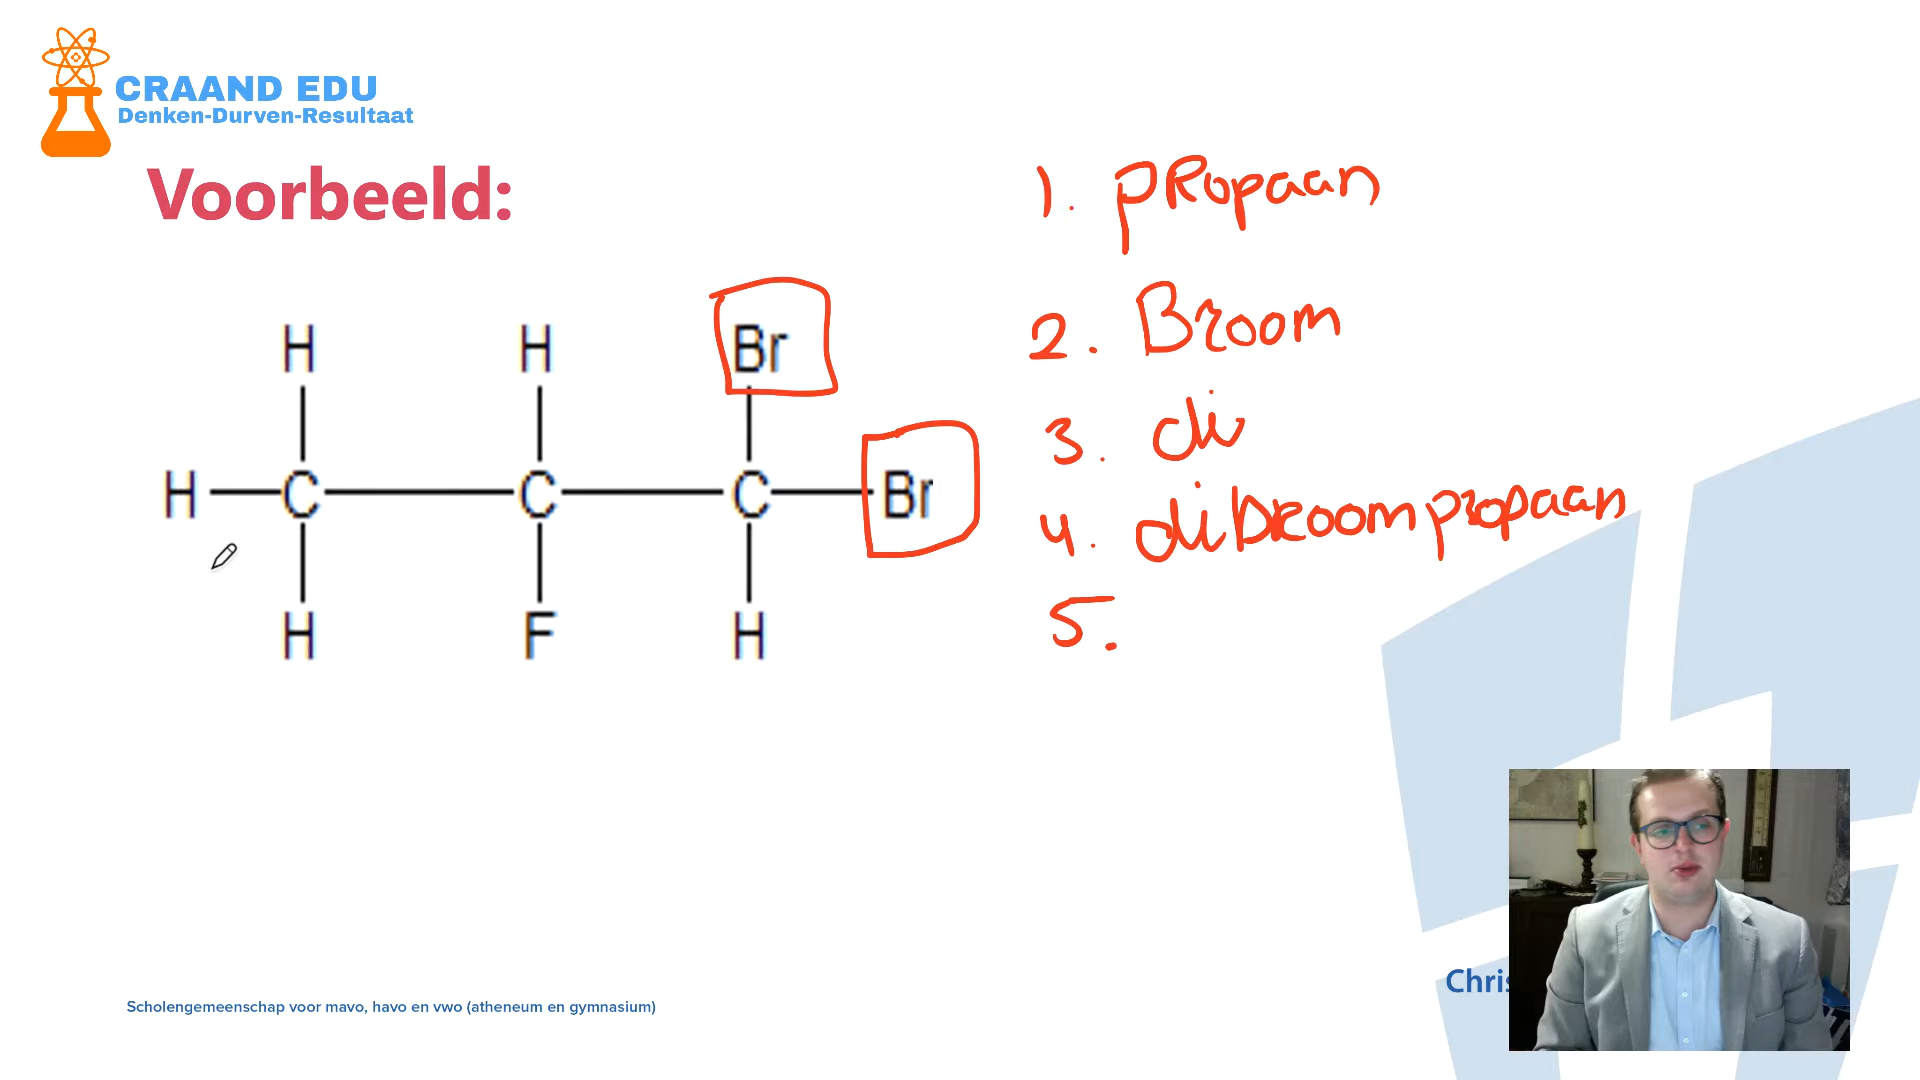 CRAAND EDU
Denken-Durven-Resultaat
Voorbeeld:
1. propaan
2. Broom
3. di
4. dibroompropaan
5.
H H Br
H C C C Br
H F H
Chris
Scholengemeenschap voor mavo, havo en vwo (atheneum en gymnasium)